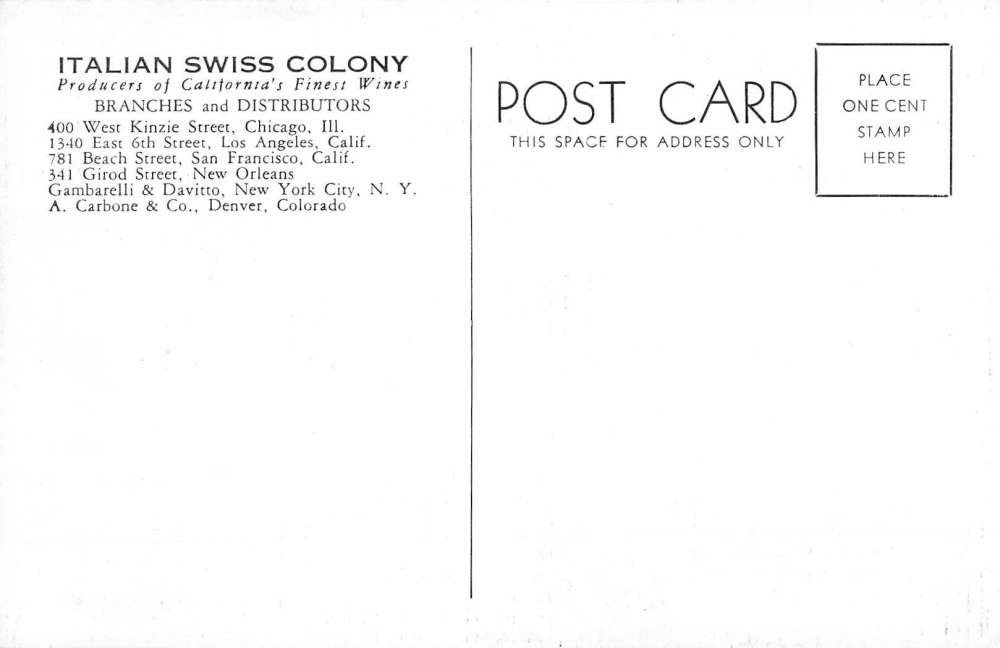 ITALIAN SWISS COLONY
Producers of California's Finest Wines
BRANCHES and DISTRIBUTORS
400 West Kinzie Street, Chicago, Ill.
1340 East 6th Street, Los Angeles, Calif.
781 Beach Street, San Francisco, Calif.
341 Girod Street, New Orleans
Gambarelli & Davitto, New York City, N. Y.
A. Carbone & Co., Denver, Colorado
POST CARD
THIS SPACE FOR ADDRESS ONLY
PLACE
ONE CENT
STAMP
HERE